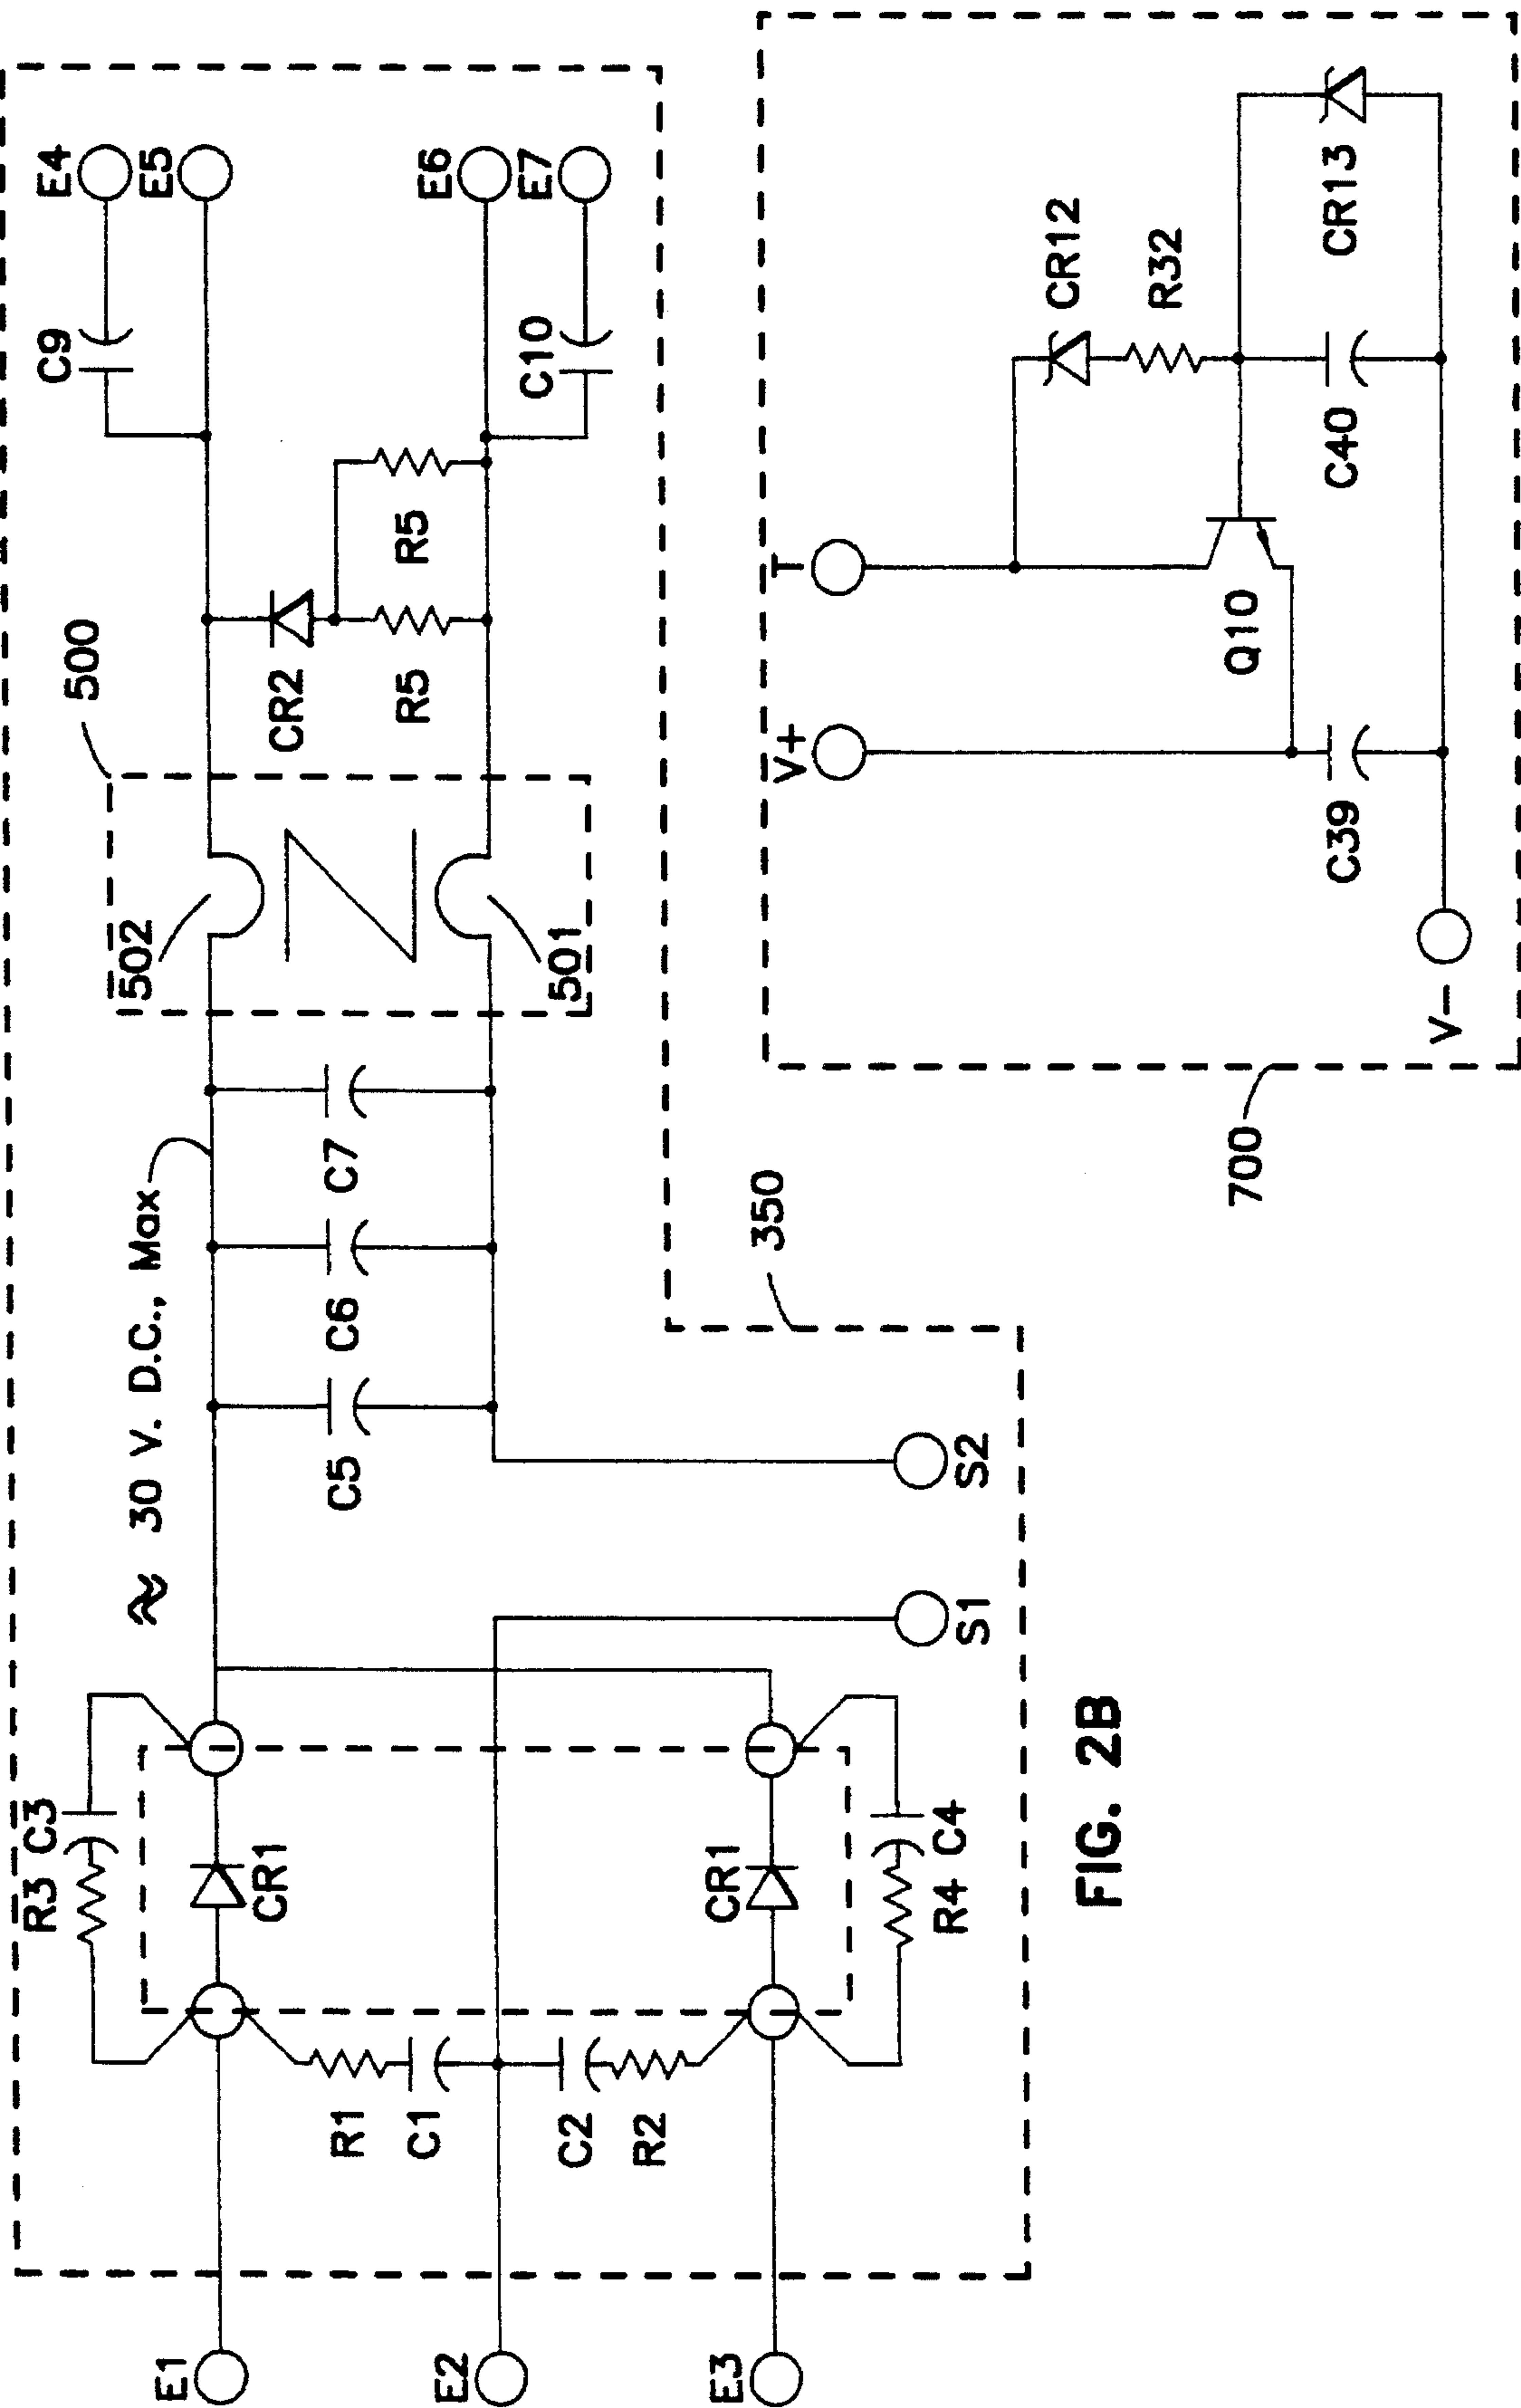 E4
E5
E6
E7
C9
C10
R5
R5
CR2
500
502
501
≈ 30 V. D.C., Max
C7
C6
C5
S2
S1
350
R3 C3
CR1
CR1
R4 C4
R1
C1
C2
R2
E1
E2
E3
T
V+
V−
CR12
R32
CR13
C40
Q10
C39
700
FIG. 2B